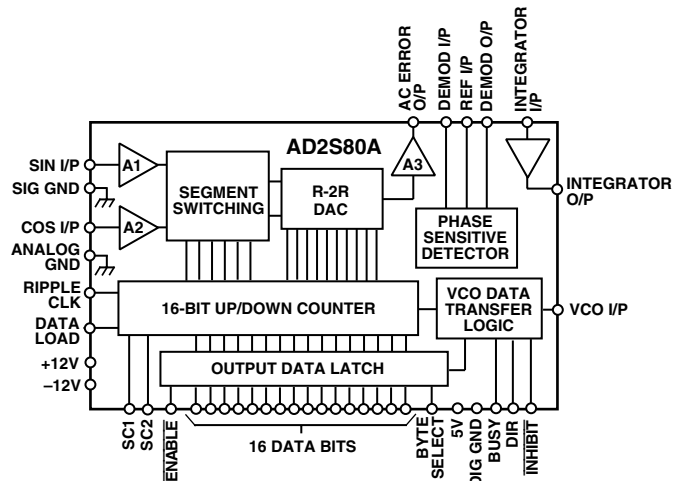 AC ERROR
O/P
DEMOD I/P
REF I/P
DEMOD O/P
INTEGRATOR
I/P
AD2S80A
SIN I/P
A1
SIG GND
SEGMENT
SWITCHING
R-2R
DAC
A3
INTEGRATOR
O/P
COS I/P
A2
PHASE
SENSITIVE
DETECTOR
ANALOG
GND
RIPPLE
CLK
16-BIT UP/DOWN COUNTER
VCO DATA
TRANSFER
LOGIC
VCO I/P
DATA
LOAD
+12V
–12V
OUTPUT DATA LATCH
SC1
SC2
ENABLE
16 DATA BITS
BYTE
SELECT
5V
DIG GND
BUSY
DIR
INHIBIT